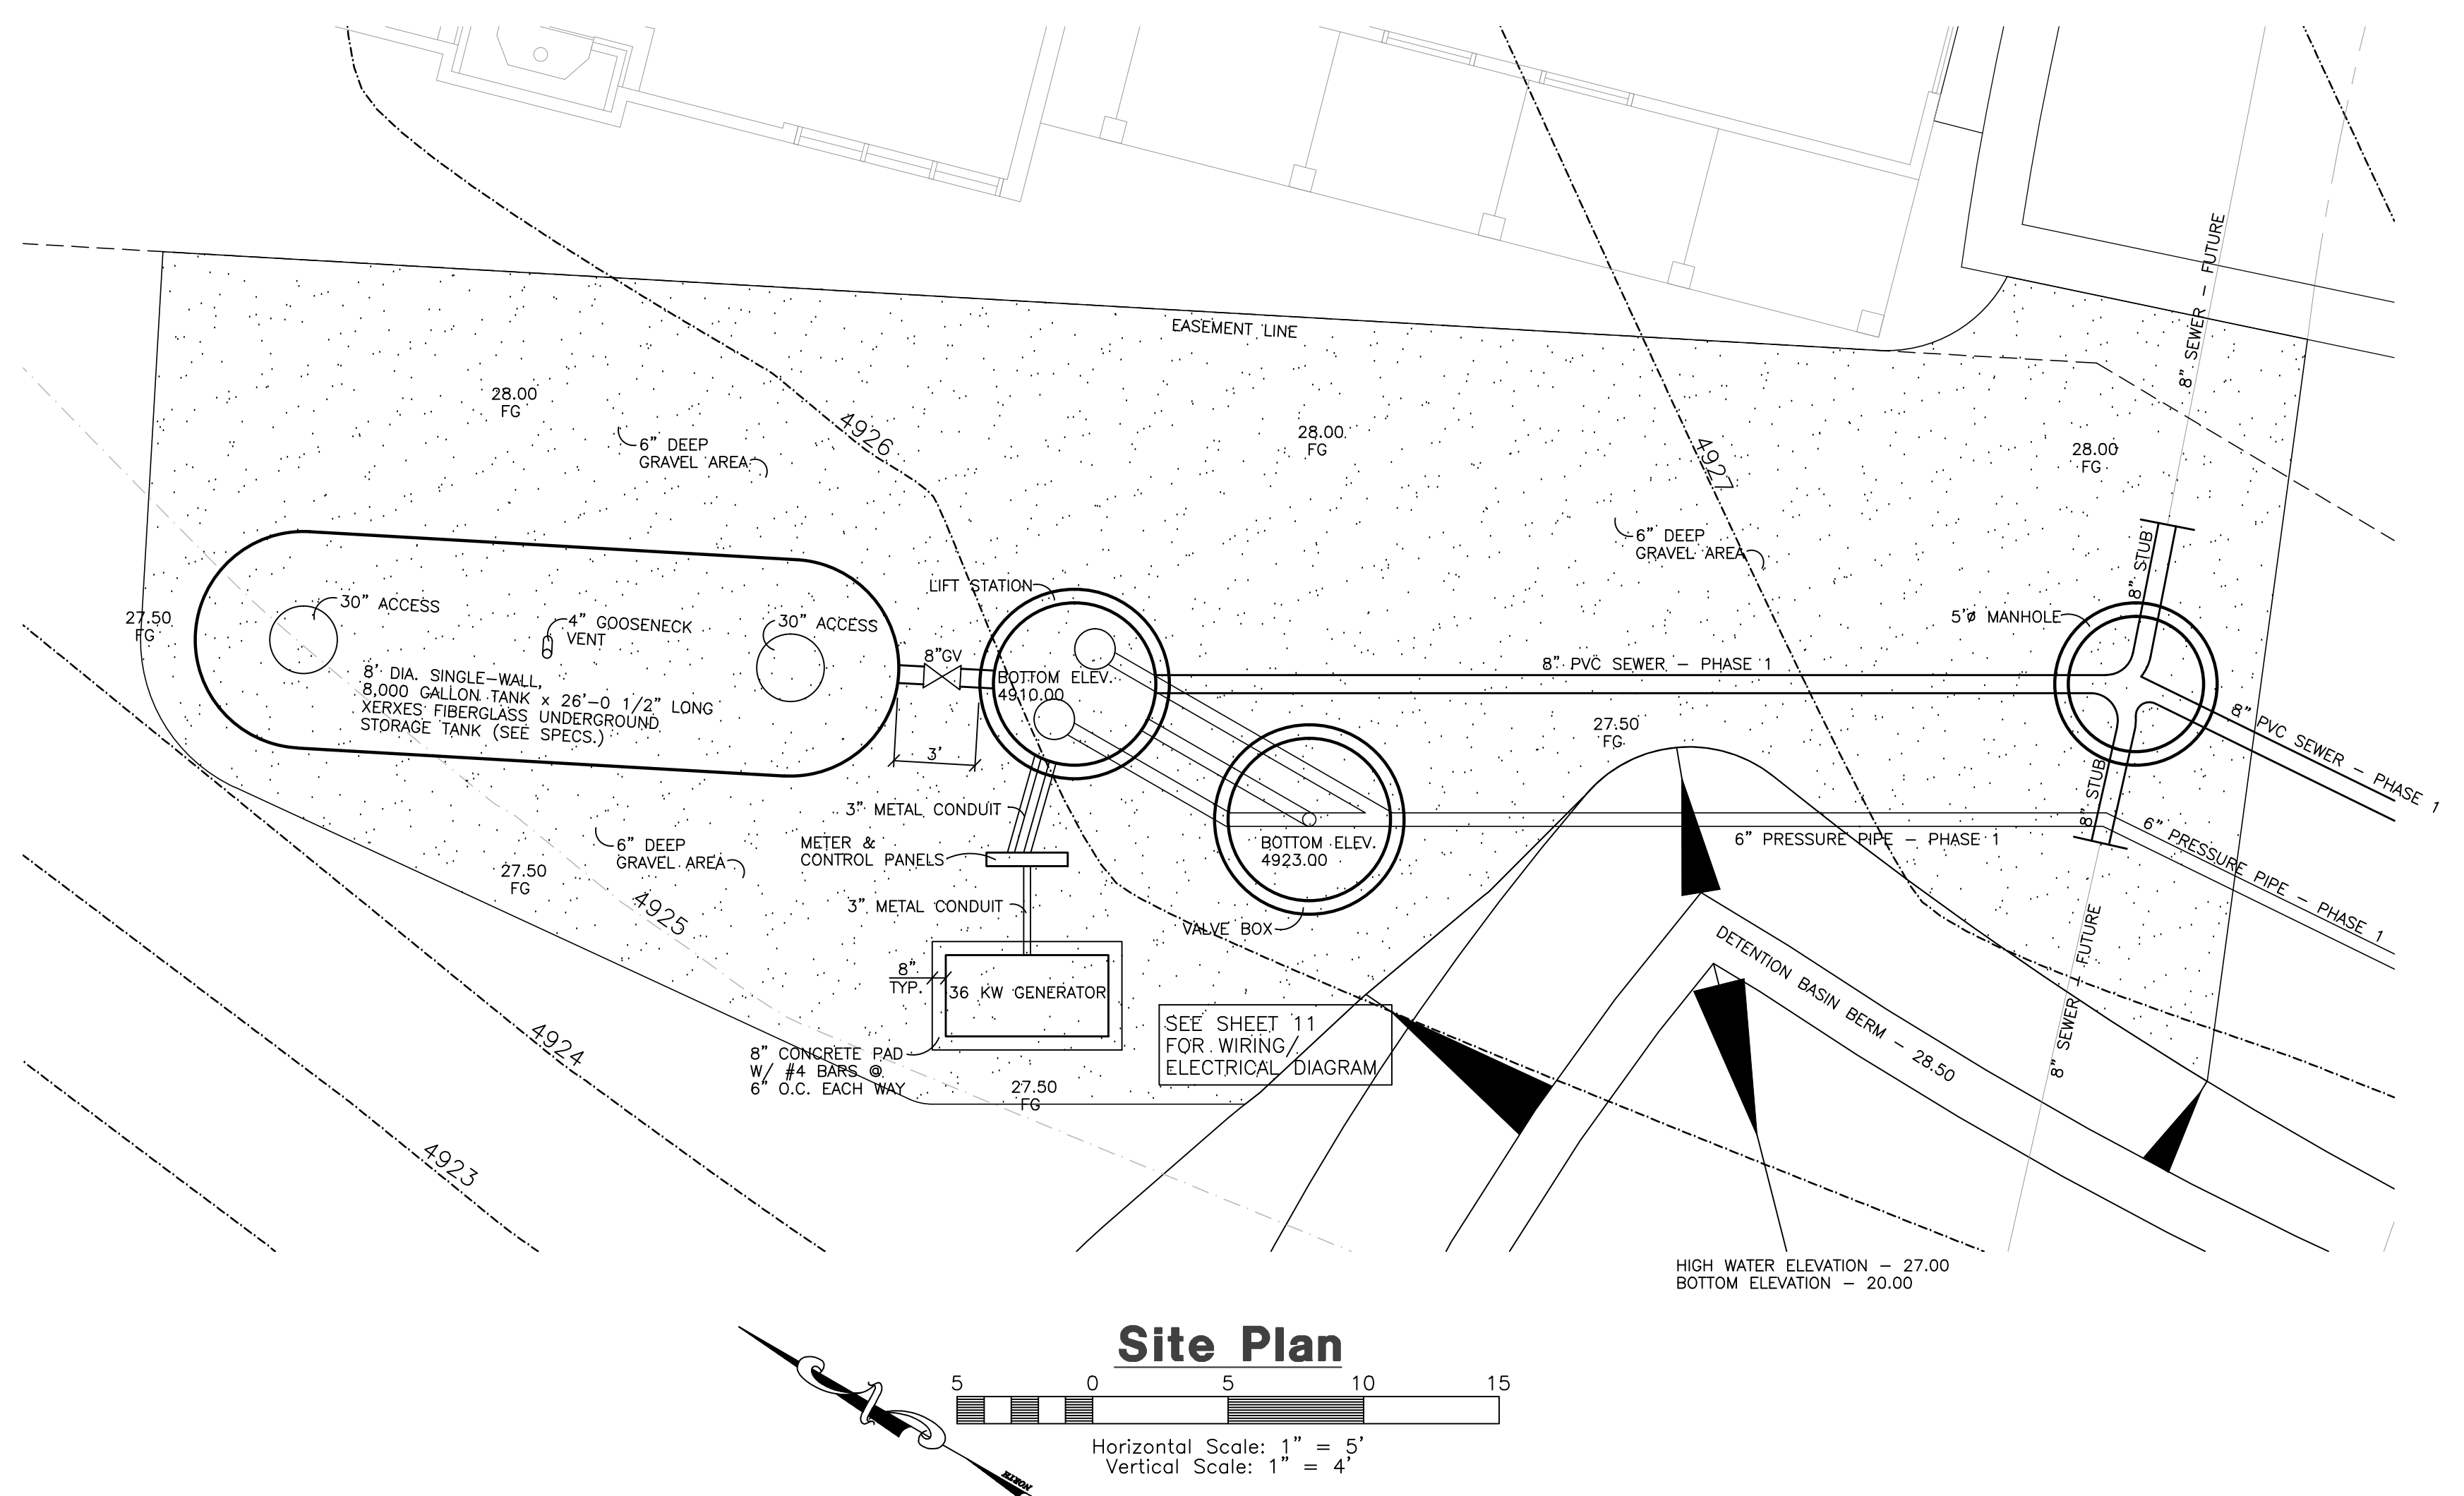 8" SEWER – FUTURE
EASEMENT LINE
28.00
FG
4926
28.00
FG
28.00
FG
6" DEEP
GRAVEL AREA
4927
6" DEEP
GRAVEL AREA
8" STUB
LIFT STATION
30" ACCESS
4" GOOSENECK
VENT
30" ACCESS
27.50
FG
5'ø MANHOLE
8"GV
8" PVC SEWER – PHASE 1
BOTTOM ELEV.
4910.00
8' DIA. SINGLE–WALL,
8,000 GALLON TANK x 26'–0 1/2" LONG
XERXES FIBERGLASS UNDERGROUND
STORAGE TANK (SEE SPECS.)
8" PVC SEWER – PHASE 1
27.50
FG
3'
8" STUB
3" METAL CONDUIT
METER &
CONTROL PANELS
6" DEEP
GRAVEL AREA
BOTTOM ELEV.
4923.00
6" PRESSURE PIPE – PHASE 1
6" PRESSURE PIPE – PHASE 1
27.50
FG
4925
3" METAL CONDUIT
VALVE BOX
8" SEWER – FUTURE
DETENTION BASIN BERM – 28.50
8"
TYP.
36 KW GENERATOR
SEE SHEET 11
FOR WIRING/
ELECTRICAL DIAGRAM
4924
8" CONCRETE PAD
W/ #4 BARS @
6" O.C. EACH WAY
27.50
FG
4923
HIGH WATER ELEVATION – 27.00
BOTTOM ELEVATION – 20.00
Site Plan
5 0 5 10 15
Horizontal Scale: 1" = 5'
Vertical Scale: 1" = 4'
NORTH